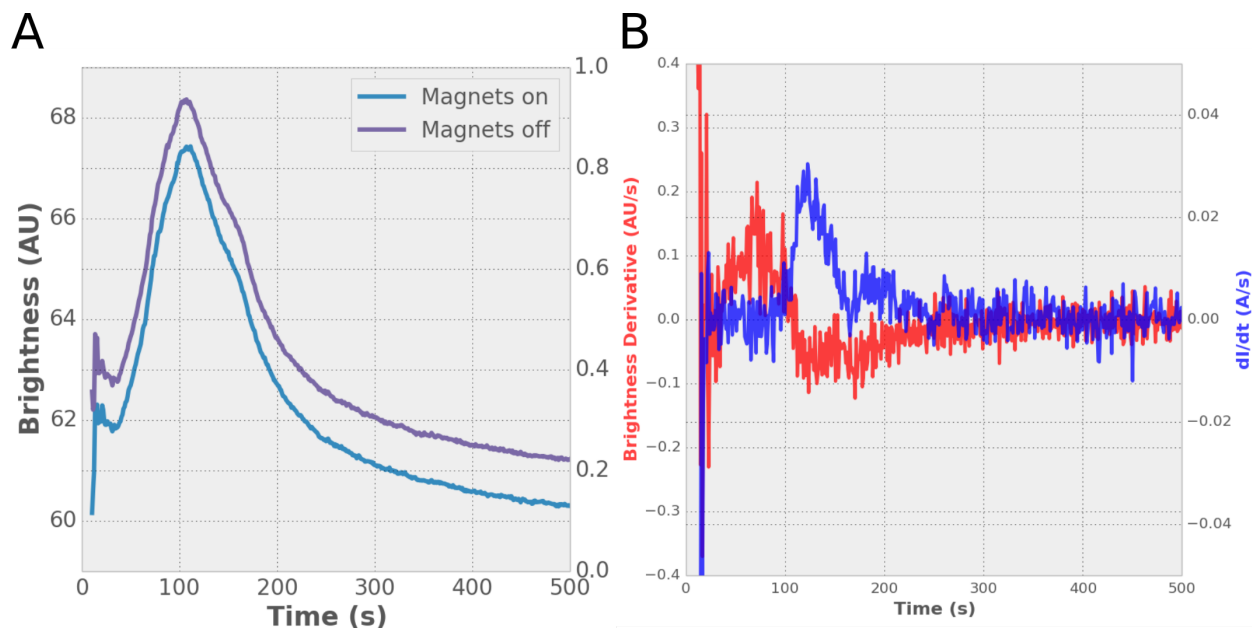 A
B
Brightness (AU)
68
66
64
62
60
1.0
0.8
0.6
0.4
0.2
0.0
Magnets on
Magnets off
0 100 200 300 400 500
Time (s)
Brightness Derivative (AU/s)
0.4
0.3
0.2
0.1
0.0
−0.1
−0.2
−0.3
−0.4
0.04
0.02
0.00
−0.02
−0.04
dI/dt (A/s)
0 100 200 300 400 500
Time (s)